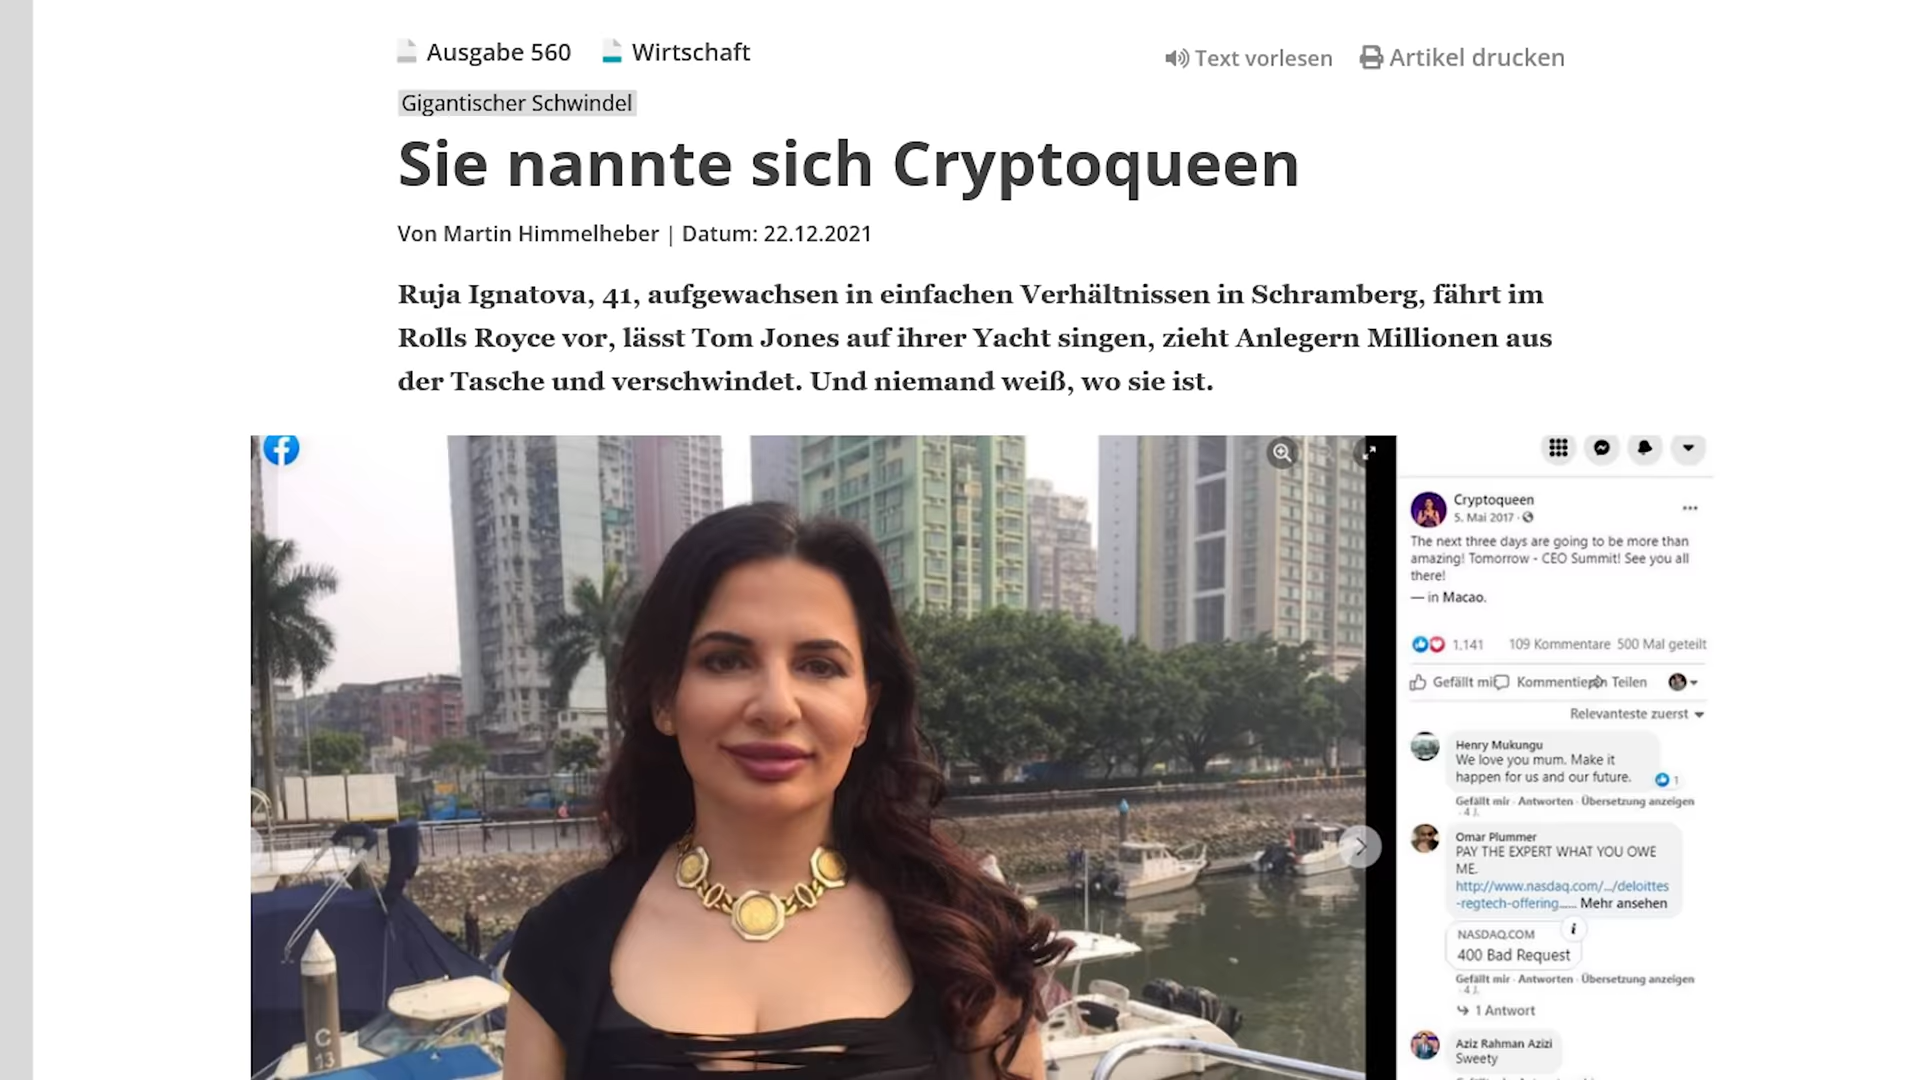 Ausgabe 560 Wirtschaft
Text vorlesen Artikel drucken
Gigantischer Schwindel
Sie nannte sich Cryptoqueen
Von Martin Himmelheber | Datum: 22.12.2021
Ruja Ignatova, 41, aufgewachsen in einfachen Verhältnissen in Schramberg, fährt im
Rolls Royce vor, lässt Tom Jones auf ihrer Yacht singen, zieht Anlegern Millionen aus
der Tasche und verschwindet. Und niemand weiß, wo sie ist.
C
13
Cryptoqueen
5. Mai 2017 ·
The next three days are going to be more than
amazing! Tomorrow - CEO Summit! See you all
there!
— in Macao.
1.141 109 Kommentare 500 Mal geteilt
Gefällt mi Kommentie Teilen
Relevanteste zuerst
Henry Mukungu
We love you mum. Make it
happen for us and our future.
1
Gefällt mir · Antworten · Übersetzung anzeigen
· 4 J.
Omar Plummer
PAY THE EXPERT WHAT YOU OWE
ME.
http://www.nasdaq.com/.../deloittes
-regtech-offering...... Mehr ansehen
NASDAQ.COM
400 Bad Request
Gefällt mir · Antworten · Übersetzung anzeigen
· 4 J.
1 Antwort
Aziz Rahman Azizi
Sweety